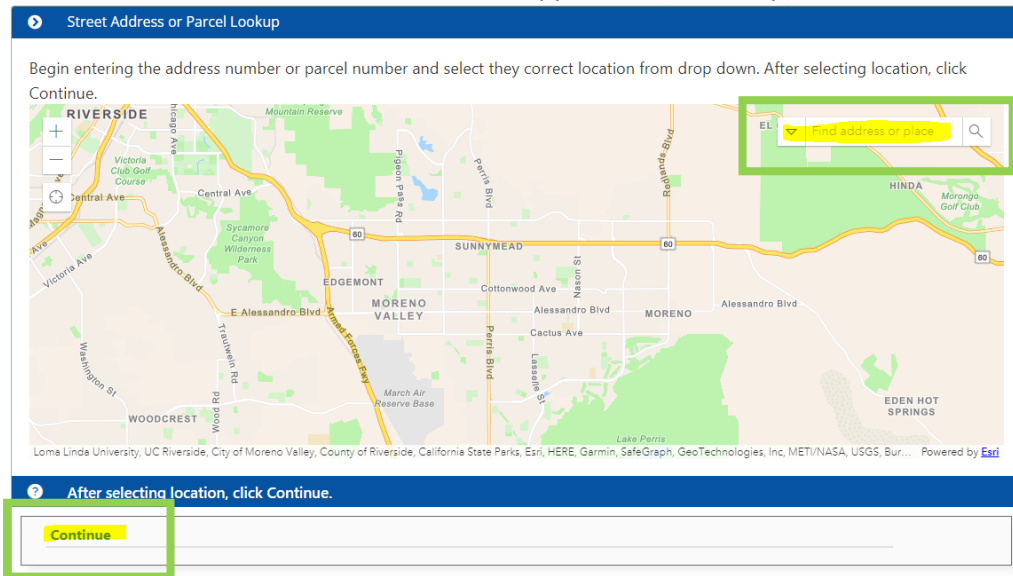 Street Address or Parcel Lookup
Begin entering the address number or parcel number and select they correct location from drop down. After selecting location, click
Continue.
RIVERSIDE
Mountain Reserve
EL
Find address or place
Chicago Ave
Victoria
Club Golf
Course
Central Ave
Central Ave
Pigeon Pass Rd
Perris Blvd
Redlands Blvd
HINDA
Morongo
Golf Club
Sycamore
Canyon
Wilderness
Park
60
60
60
SUNNYMEAD
Victoria Ave
Alessandro Blvd
EDGEMONT
Cottonwood Ave
Nason St
MORENO
VALLEY
E Alessandro Blvd
Alessandro Blvd
MORENO
Alessandro Blvd
Armed Forces Fwy
Trautwein Rd
Perris Blvd
Cactus Ave
Lasselle St
Washington St
Wood Rd
March Air
Reserve Base
WOODCREST
EDEN HOT
SPRINGS
Lake Perris
Loma Linda University, UC Riverside, City of Moreno Valley, County of Riverside, California State Parks, Esri, HERE, Garmin, SafeGraph, GeoTechnologies, Inc, METI/NASA, USGS, Bur... Powered by Esri
After selecting location, click Continue.
Continue